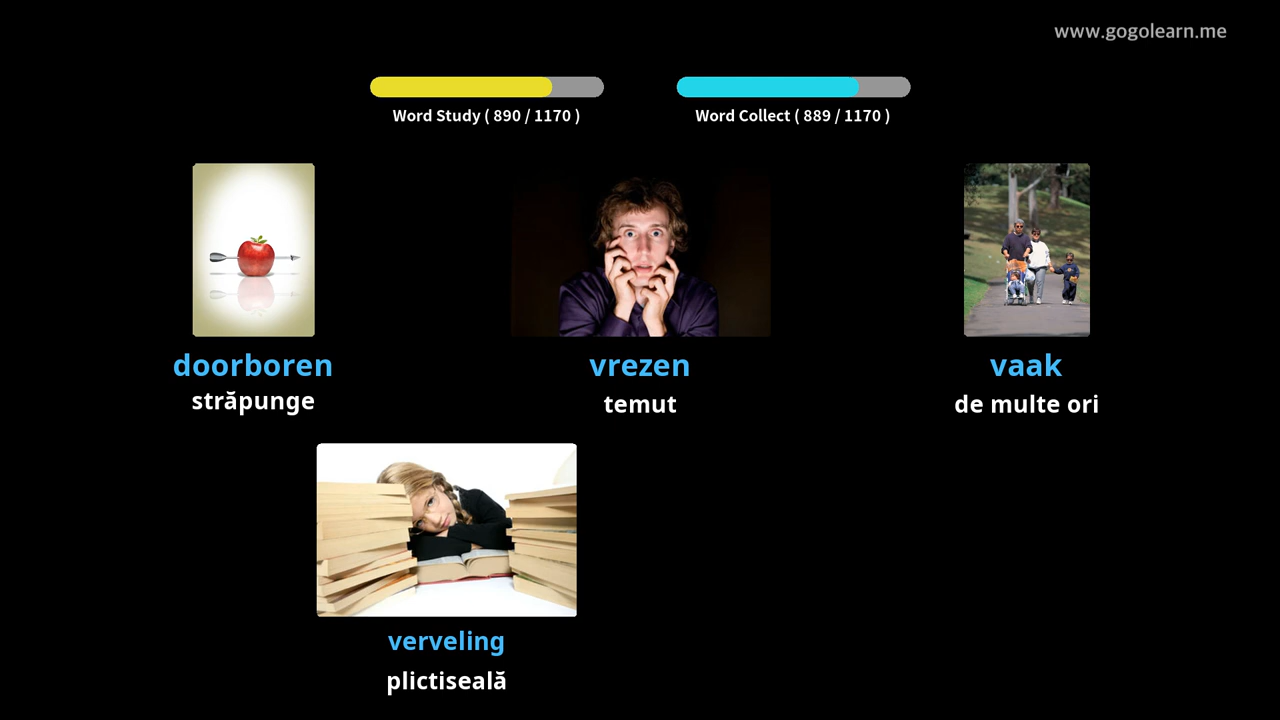 www.gogolearn.me
Word Study ( 890 / 1170 )
Word Collect ( 889 / 1170 )
doorboren
străpunge
vrezen
temut
vaak
de multe ori
verveling
plictiseală